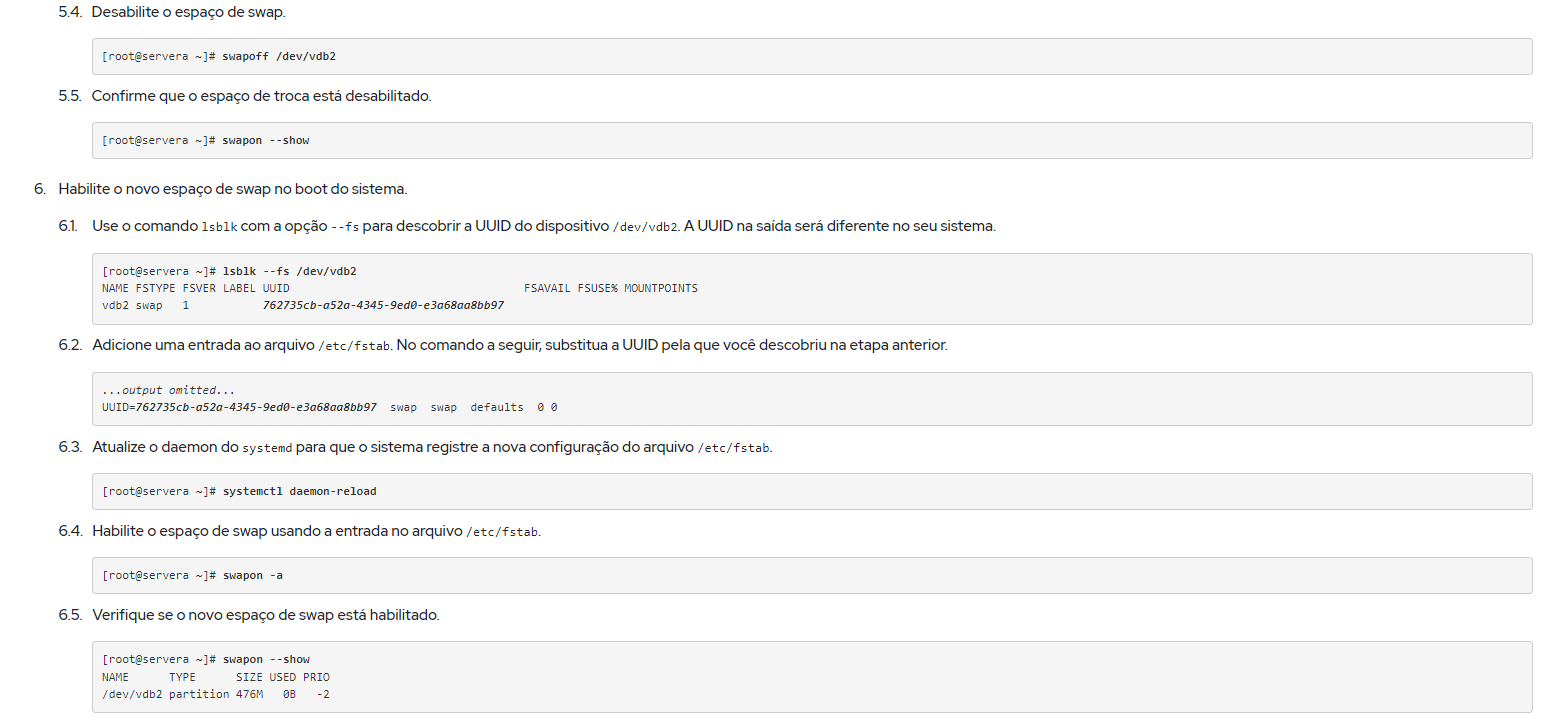 5.4. Desabilite o espaço de swap.
[root@servera ~]# swapoff /dev/vdb2
5.5. Confirme que o espaço de troca está desabilitado.
[root@servera ~]# swapon --show
6. Habilite o novo espaço de swap no boot do sistema.
6.1. Use o comando lsblk com a opção --fs para descobrir a UUID do dispositivo /dev/vdb2. A UUID na saída será diferente no seu sistema.
[root@servera ~]# lsblk --fs /dev/vdb2
NAME FSTYPE FSVER LABEL UUID FSAVAIL FSUSE% MOUNTPOINTS
vdb2 swap 1 762735cb-a52a-4345-9ed0-e3a68aa8bb97
6.2. Adicione uma entrada ao arquivo /etc/fstab. No comando a seguir, substitua a UUID pela que você descobriu na etapa anterior.
...output omitted...
UUID=762735cb-a52a-4345-9ed0-e3a68aa8bb97 swap swap defaults 0 0
6.3. Atualize o daemon do systemd para que o sistema registre a nova configuração do arquivo /etc/fstab.
[root@servera ~]# systemctl daemon-reload
6.4. Habilite o espaço de swap usando a entrada no arquivo /etc/fstab.
[root@servera ~]# swapon -a
6.5. Verifique se o novo espaço de swap está habilitado.
[root@servera ~]# swapon --show
NAME TYPE SIZE USED PRIO
/dev/vdb2 partition 476M 0B -2